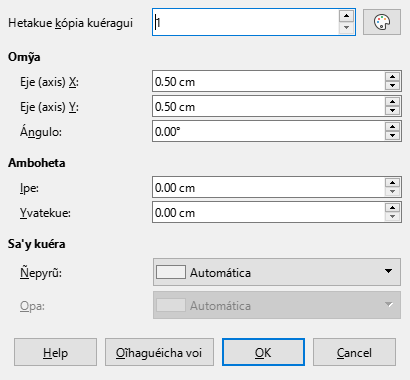 Hetakue kópia kuéragui 1
Omỹa
Eje (axis) X: 0.50 cm
Eje (axis) Y: 0.50 cm
Ángulo: 0.00°
Amboheta
Ipe: 0.00 cm
Yvatekue: 0.00 cm
Sa'y kuéra
Ñepyrũ: Automática
Opa: Automática
Help Oĩhaguéicha voi OK Cancel